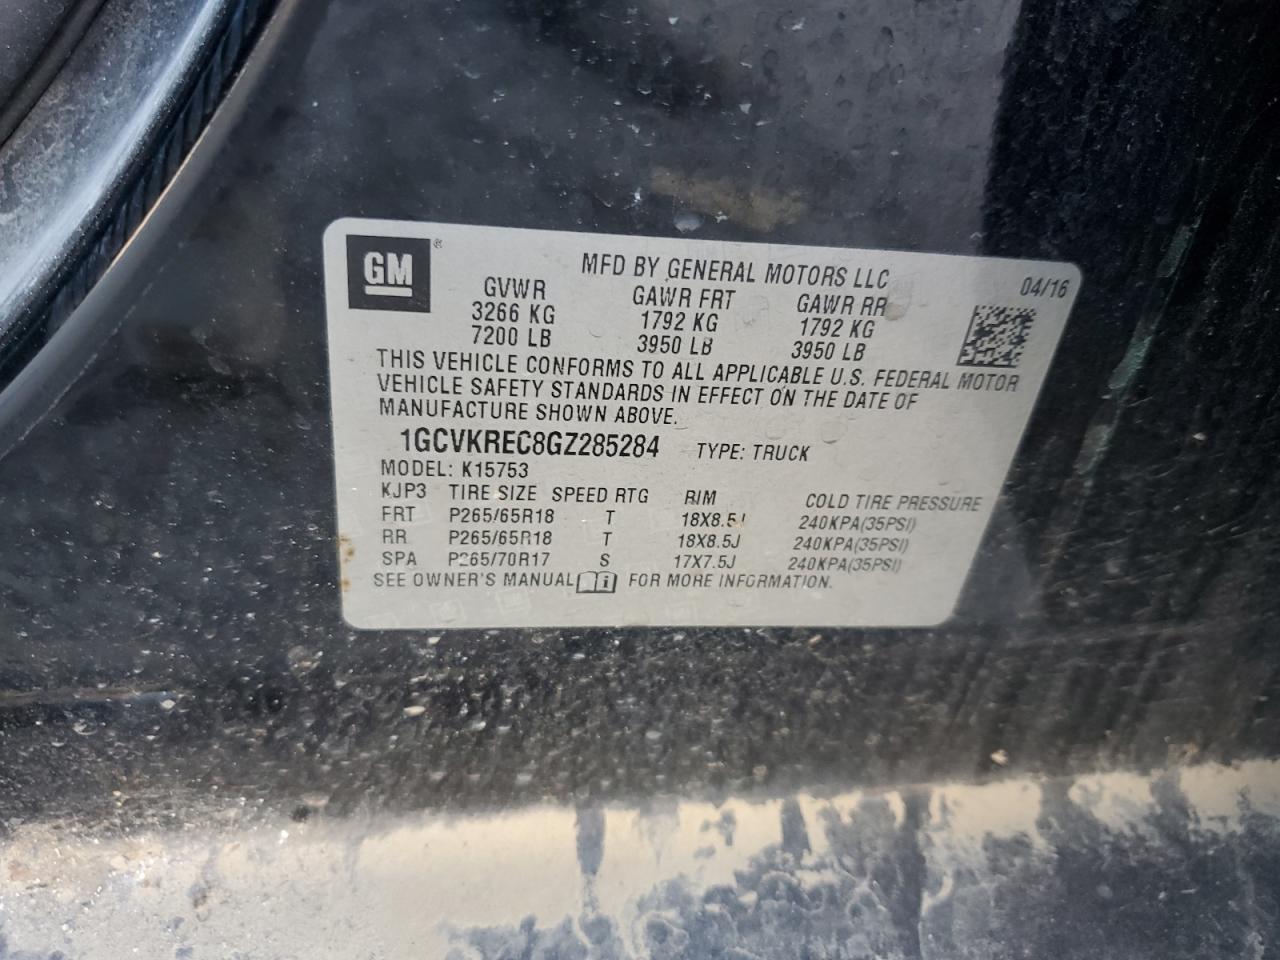 GM ®
MFD BY GENERAL MOTORS LLC
04/16
GVWR GAWR FRT GAWR RR
3266 KG 1792 KG 1792 KG
7200 LB 3950 LB 3950 LB
THIS VEHICLE CONFORMS TO ALL APPLICABLE U.S. FEDERAL MOTOR
VEHICLE SAFETY STANDARDS IN EFFECT ON THE DATE OF
MANUFACTURE SHOWN ABOVE.
1GCVKREC8GZ285284 TYPE: TRUCK
MODEL: K15753
KJP3 TIRE SIZE SPEED RTG RIM COLD TIRE PRESSURE
FRT P265/65R18 T 18X8.5J 240KPA(35PSI)
RR P265/65R18 T 18X8.5J 240KPA(35PSI)
SPA P265/70R17 S 17X7.5J 240KPA(35PSI)
SEE OWNER'S MANUAL FOR MORE INFORMATION.